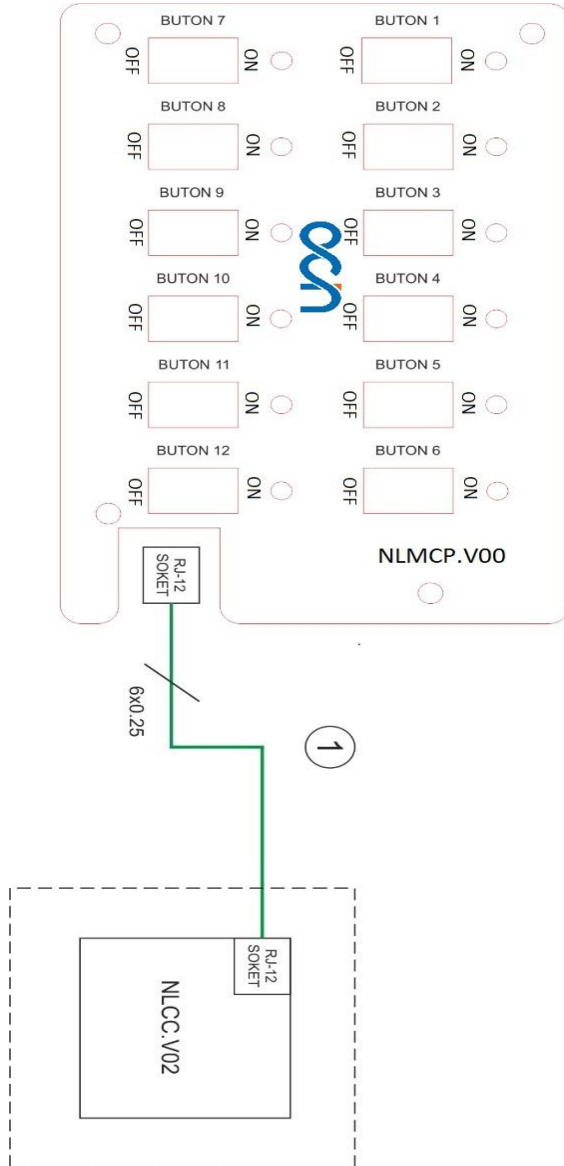 BUTON 7
OFF
ON
BUTON 1
OFF
ON
BUTON 8
OFF
ON
BUTON 2
OFF
ON
BUTON 9
OFF
ON
BUTON 3
OFF
ON
BUTON 10
OFF
ON
BUTON 4
OFF
ON
BUTON 11
OFF
ON
BUTON 5
OFF
ON
BUTON 12
OFF
ON
BUTON 6
OFF
ON
RJ-12
SOKET
NLMCP.V00
6x0.25
1
RJ-12
SOKET
NLCC.V02